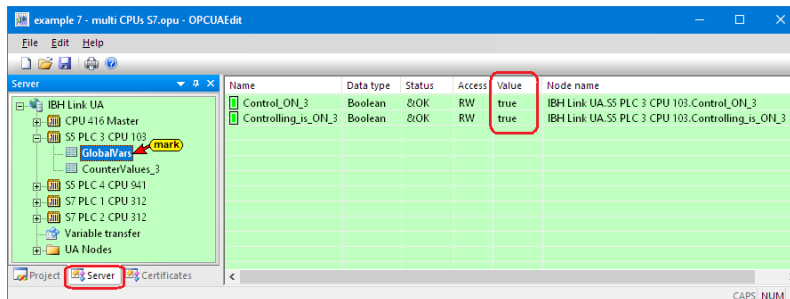 example 7 - multi CPUs S7.opu - OPCUAEdit
File Edit Help
Server
Name Data type Status Access Value Node name
IBH Link UA
Control_ON_3 Boolean &OK RW true IBH Link UA.S5 PLC 3 CPU 103.Control_ON_3
CPU 416 Master
Controlling_is_ON_3 Boolean &OK RW true IBH Link UA.S5 PLC 3 CPU 103.Controlling_is_ON_3
S5 PLC 3 CPU 103
GlobalVars mark
CounterValues_3
S5 PLC 4 CPU 941
S7 PLC 1 CPU 312
S7 PLC 2 CPU 312
Variable transfer
UA Nodes
Project Server Certificates
CAPS NUM